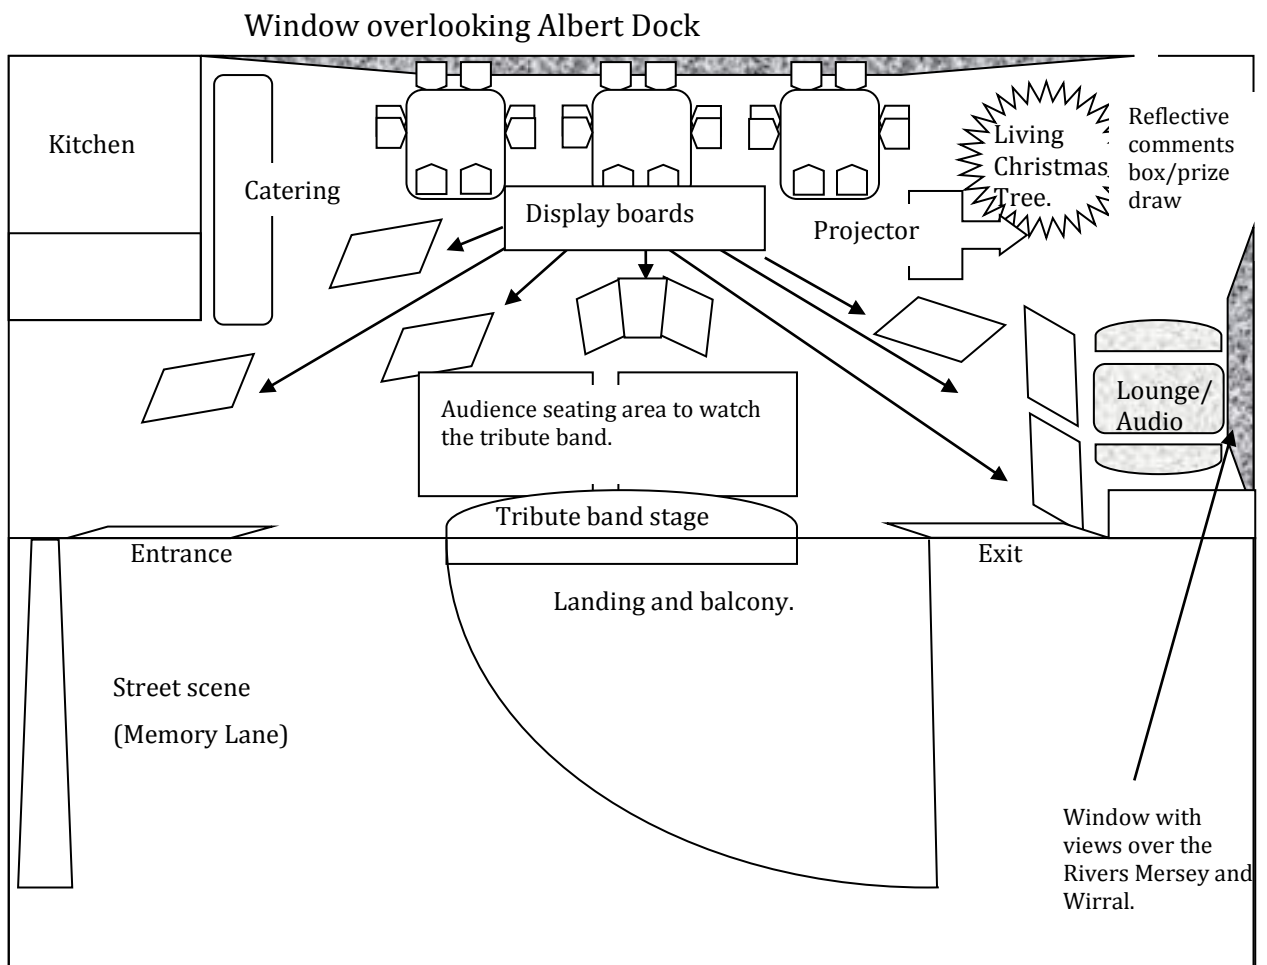 Window overlooking Albert Dock
Kitchen
Catering
Display boards
Projector
Living
Christmas
Tree.
Reflective
comments
box/prize
draw
Lounge/
Audio
Audience seating area to watch
the tribute band.
Tribute band stage
Entrance
Exit
Landing and balcony.
Street scene
(Memory Lane)
Window with
views over the
Rivers Mersey and
Wirral.